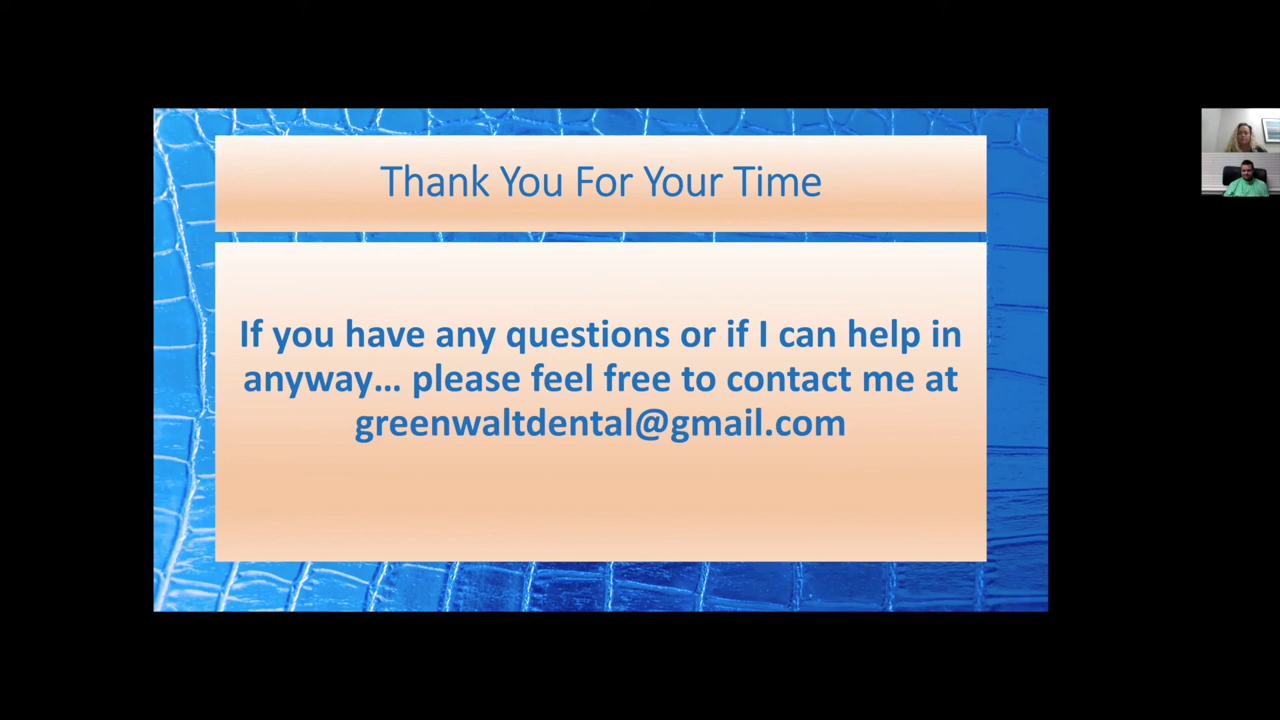 Thank You For Your Time
If you have any questions or if I can help in
anyway... please feel free to contact me at
greenwaltdental@gmail.com